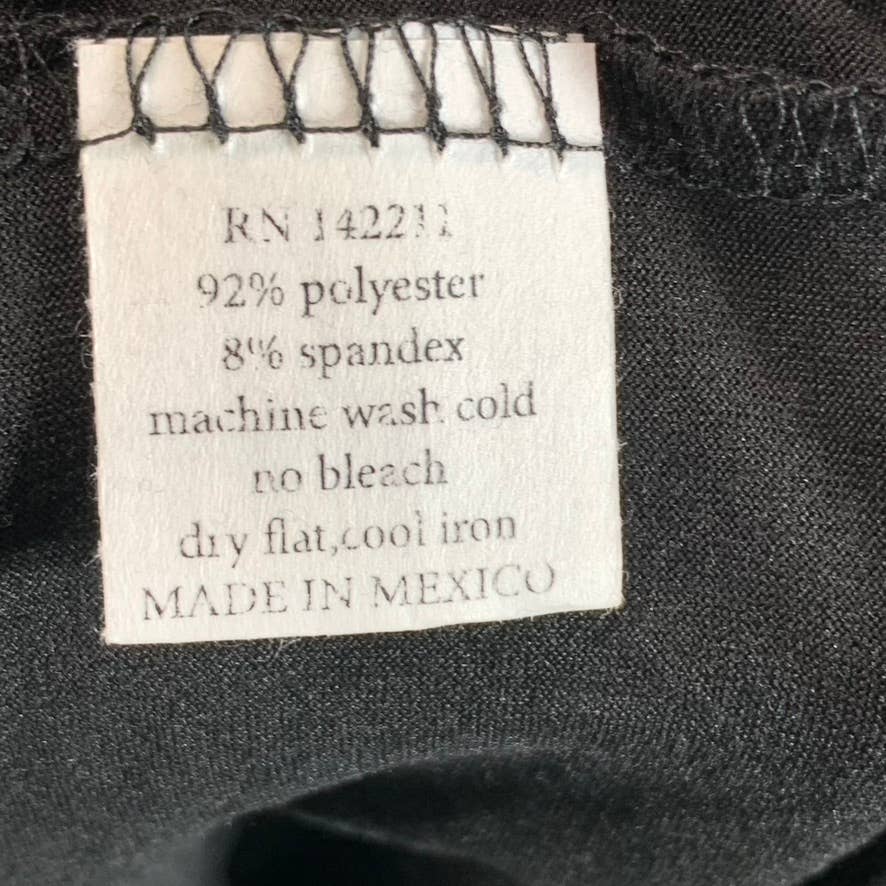 RN 142211
92% polyester
8% spandex
machine wash cold
no bleach
dry flat,cool iron
MADE IN MEXICO